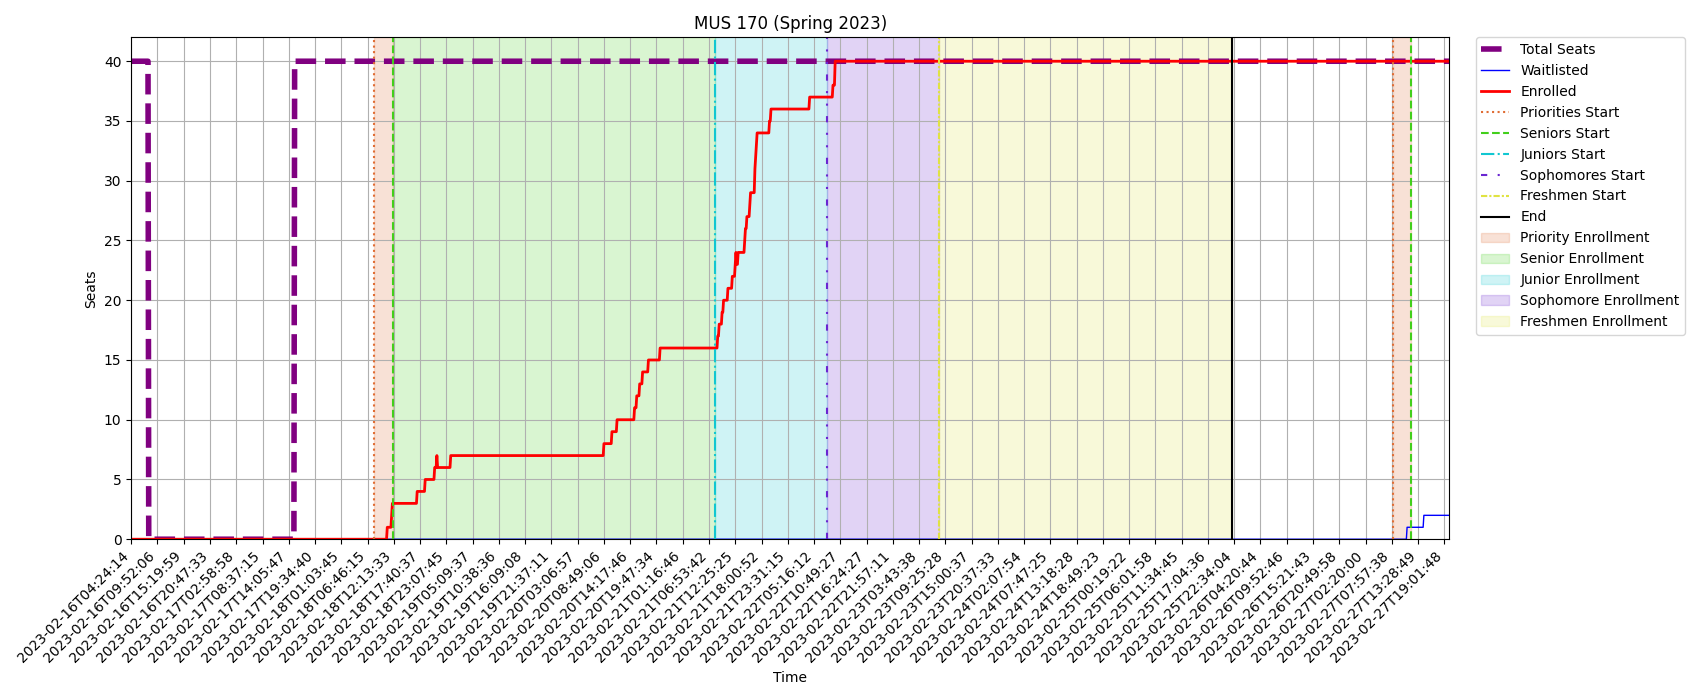 MUS 170 (Spring 2023)
Seats
40
35
30
25
20
15
10
5
0
2023-02-16T04:24:14
2023-02-16T09:52:06
2023-02-16T15:19:59
2023-02-16T20:47:33
2023-02-17T02:58:58
2023-02-17T08:37:15
2023-02-17T14:05:47
2023-02-17T19:34:40
2023-02-18T01:03:45
2023-02-18T06:46:15
2023-02-18T12:13:33
2023-02-18T17:40:37
2023-02-18T23:07:45
2023-02-19T05:09:37
2023-02-19T10:38:36
2023-02-19T16:09:08
2023-02-19T21:37:11
2023-02-20T03:06:57
2023-02-20T08:49:06
2023-02-20T14:17:46
2023-02-20T19:47:34
2023-02-21T01:16:46
2023-02-21T06:53:42
2023-02-21T12:25:25
2023-02-21T18:00:52
2023-02-21T23:31:15
2023-02-22T05:16:12
2023-02-22T10:49:27
2023-02-22T16:24:27
2023-02-22T21:57:11
2023-02-23T03:43:38
2023-02-23T09:25:28
2023-02-23T15:00:37
2023-02-23T20:37:33
2023-02-24T02:07:54
2023-02-24T07:47:25
2023-02-24T13:18:28
2023-02-24T18:49:23
2023-02-25T00:19:22
2023-02-25T06:01:58
2023-02-25T11:34:45
2023-02-25T17:04:36
2023-02-25T22:34:04
2023-02-26T04:20:44
2023-02-26T09:52:46
2023-02-26T15:21:43
2023-02-26T20:49:58
2023-02-27T02:20:00
2023-02-27T07:57:38
2023-02-27T13:28:49
2023-02-27T19:01:48
Time
Total Seats
Waitlisted
Enrolled
Priorities Start
Seniors Start
Juniors Start
Sophomores Start
Freshmen Start
End
Priority Enrollment
Senior Enrollment
Junior Enrollment
Sophomore Enrollment
Freshmen Enrollment